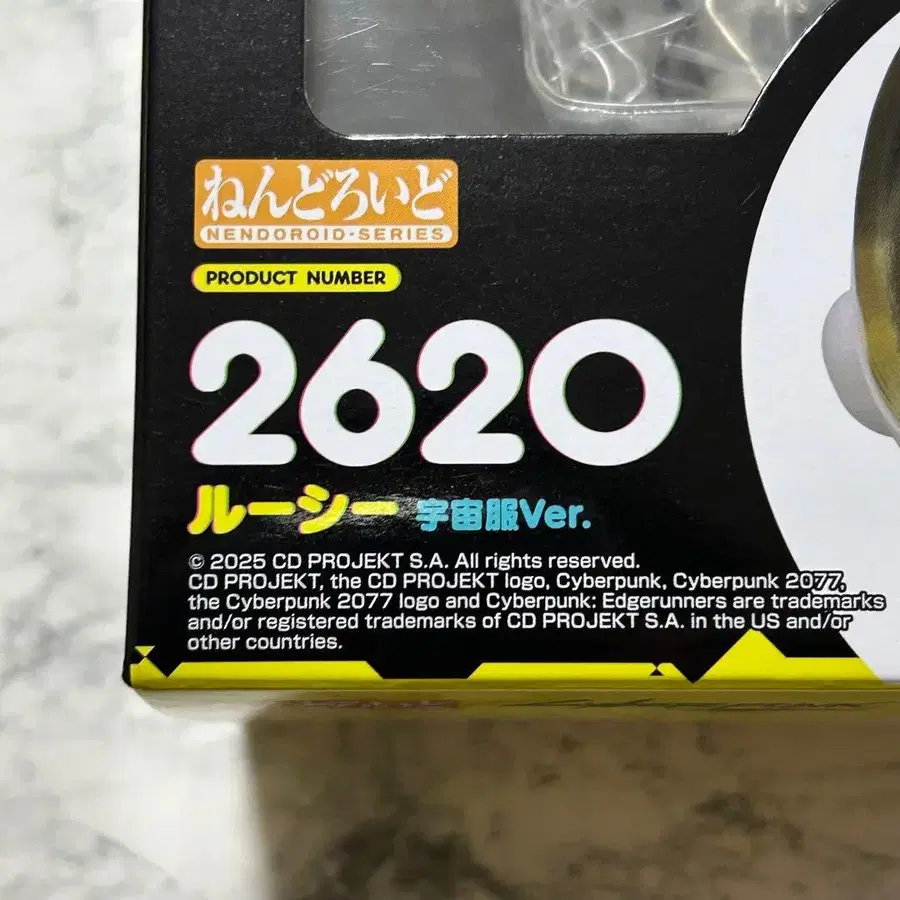 ねんどろいど
NENDOROID·SERIES
PRODUCT NUMBER
2620
ルーシー 宇宙服Ver.
© 2025 CD PROJEKT S.A. All rights reserved.
CD PROJEKT, the CD PROJEKT logo, Cyberpunk, Cyberpunk 2077,
the Cyberpunk 2077 logo and Cyberpunk: Edgerunners are trademarks
and/or registered trademarks of CD PROJEKT S.A. in the US and/or
other countries.